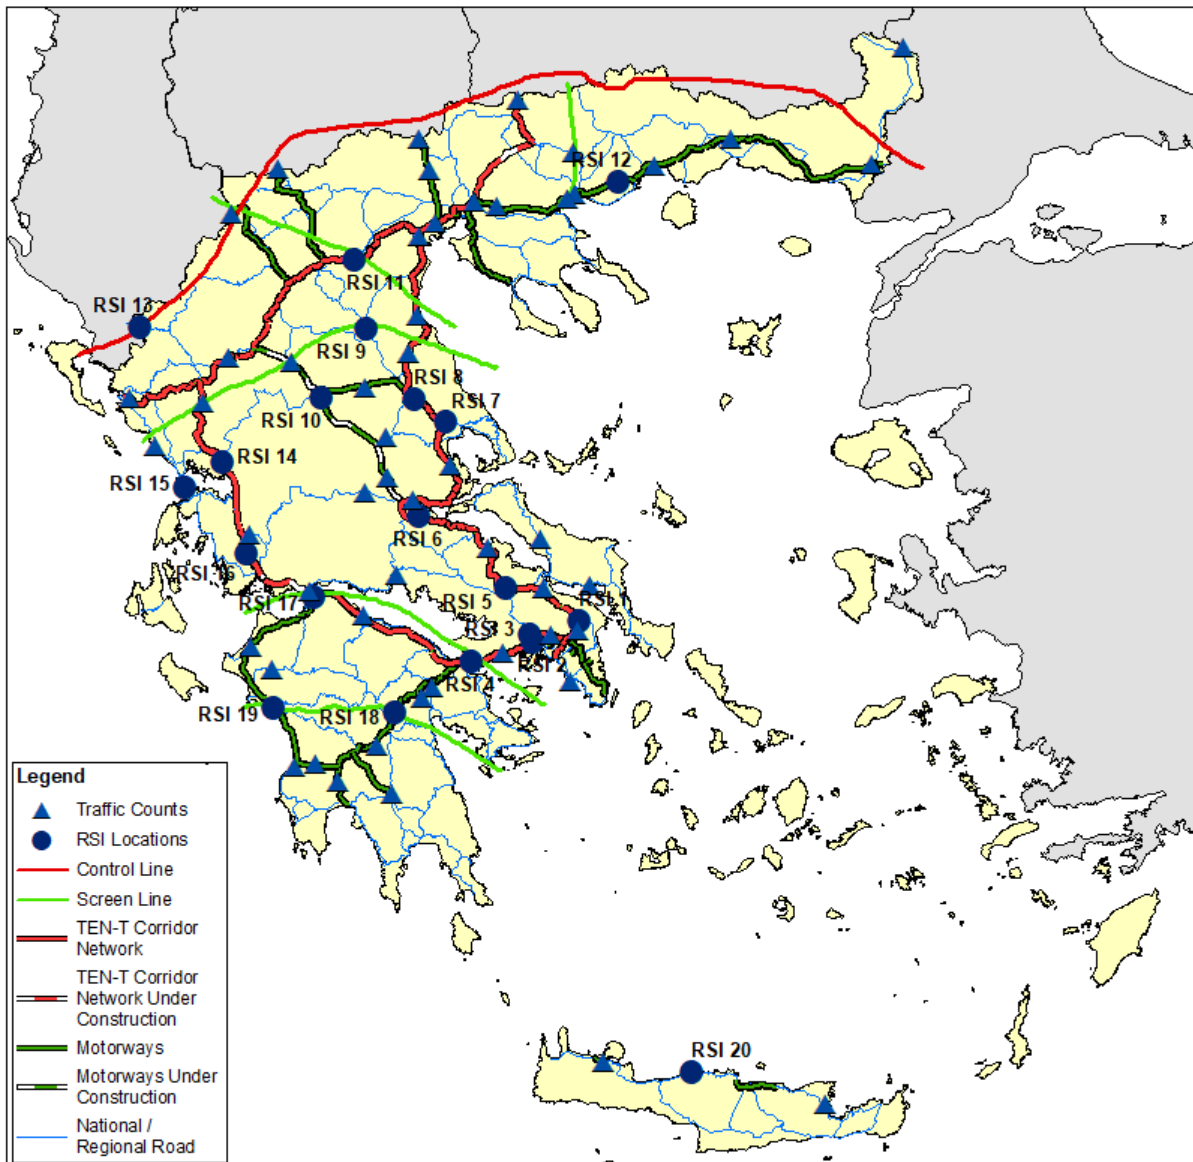 RSI 12
RSI 11
RSI 13
RSI 9
RSI 8
RSI 7
RSI 10
RSI 14
RSI 15
RSI 6
RSI 16
RSI 5
RSI 1
RSI 17
RSI 3
RSI 2
RSI 4
RSI 19
RSI 18
RSI 20
Legend
Traffic Counts
RSI Locations
Control Line
Screen Line
TEN-T Corridor
Network
TEN-T Corridor
Network Under
Construction
Motorways
Motorways Under
Construction
National /
Regional Road